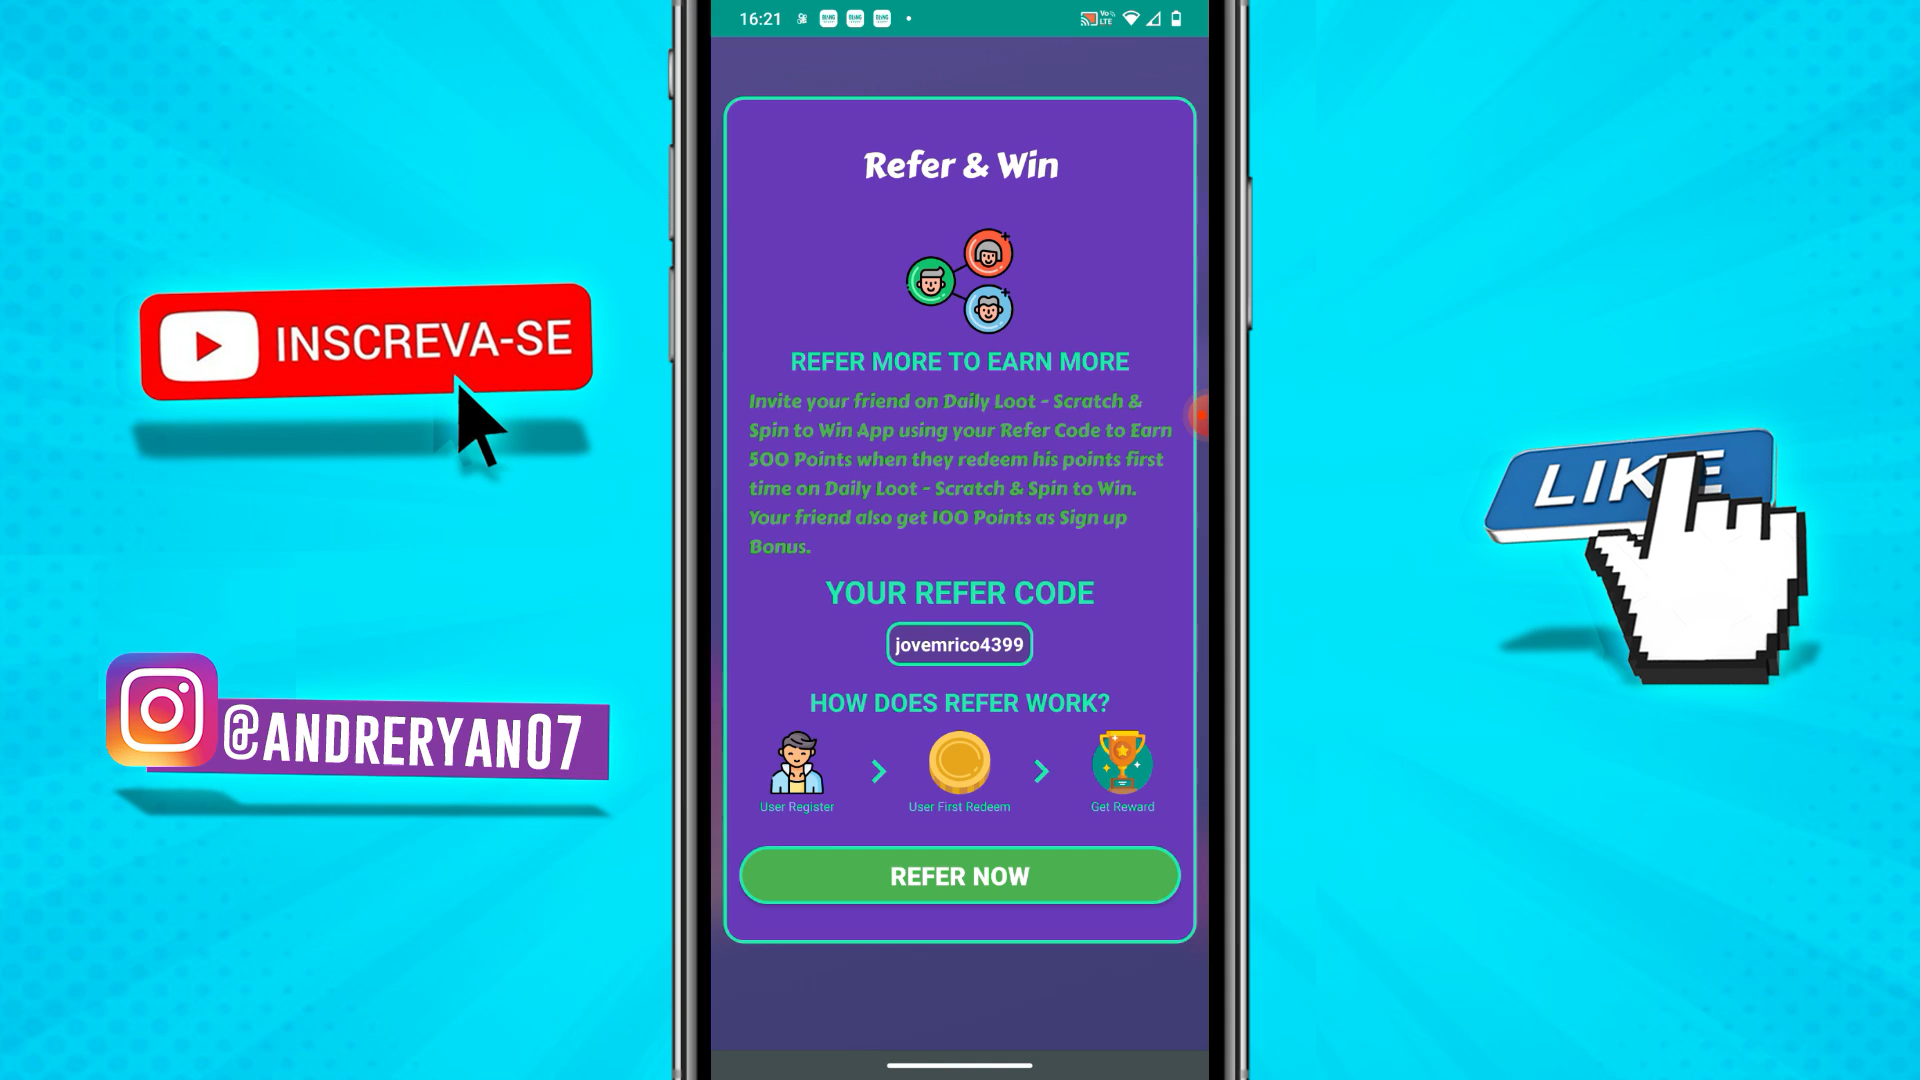 16:21
Vo
LTE
Refer & Win
REFER MORE TO EARN MORE
Invite your friend on Daily Loot - Scratch &
Spin to Win App using your Refer Code to Earn
500 Points when they redeem his points first
time on Daily Loot - Scratch & Spin to Win.
Your friend also get 100 Points as Sign up
Bonus.
YOUR REFER CODE
jovemrico4399
HOW DOES REFER WORK?
User Register
User First Redeem
Get Reward
REFER NOW
INSCREVA-SE
@ANDRERYAN07
LIKE